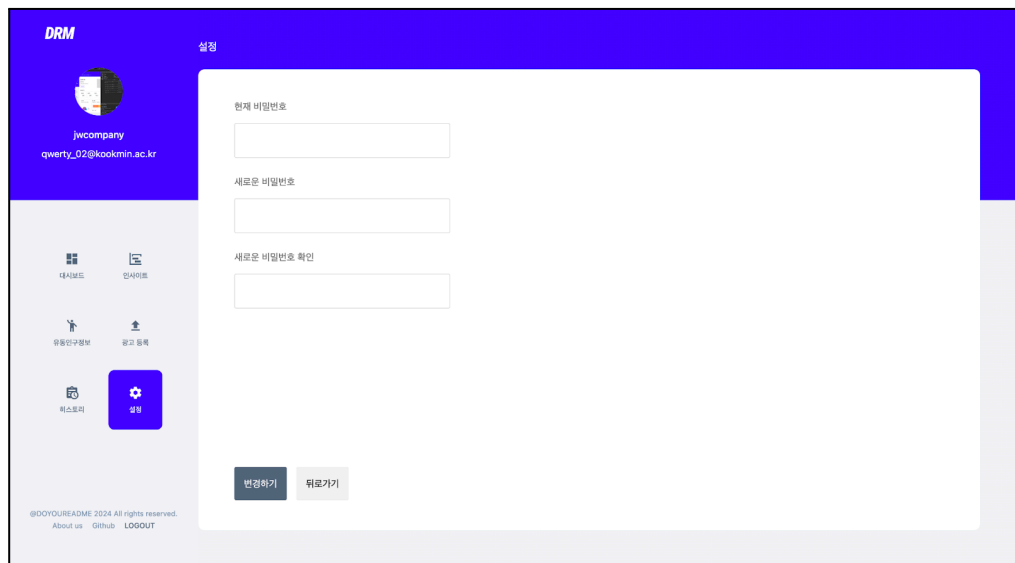 DRM
jwcompany
qwerty_02@kookmin.ac.kr
대시보드
인사이트
유동인구정보
광고 등록
히스토리
설정
@DOYOUREADME 2024 All rights reserved.
About us Github LOGOUT
설정
현재 비밀번호
새로운 비밀번호
새로운 비밀번호 확인
변경하기
뒤로가기